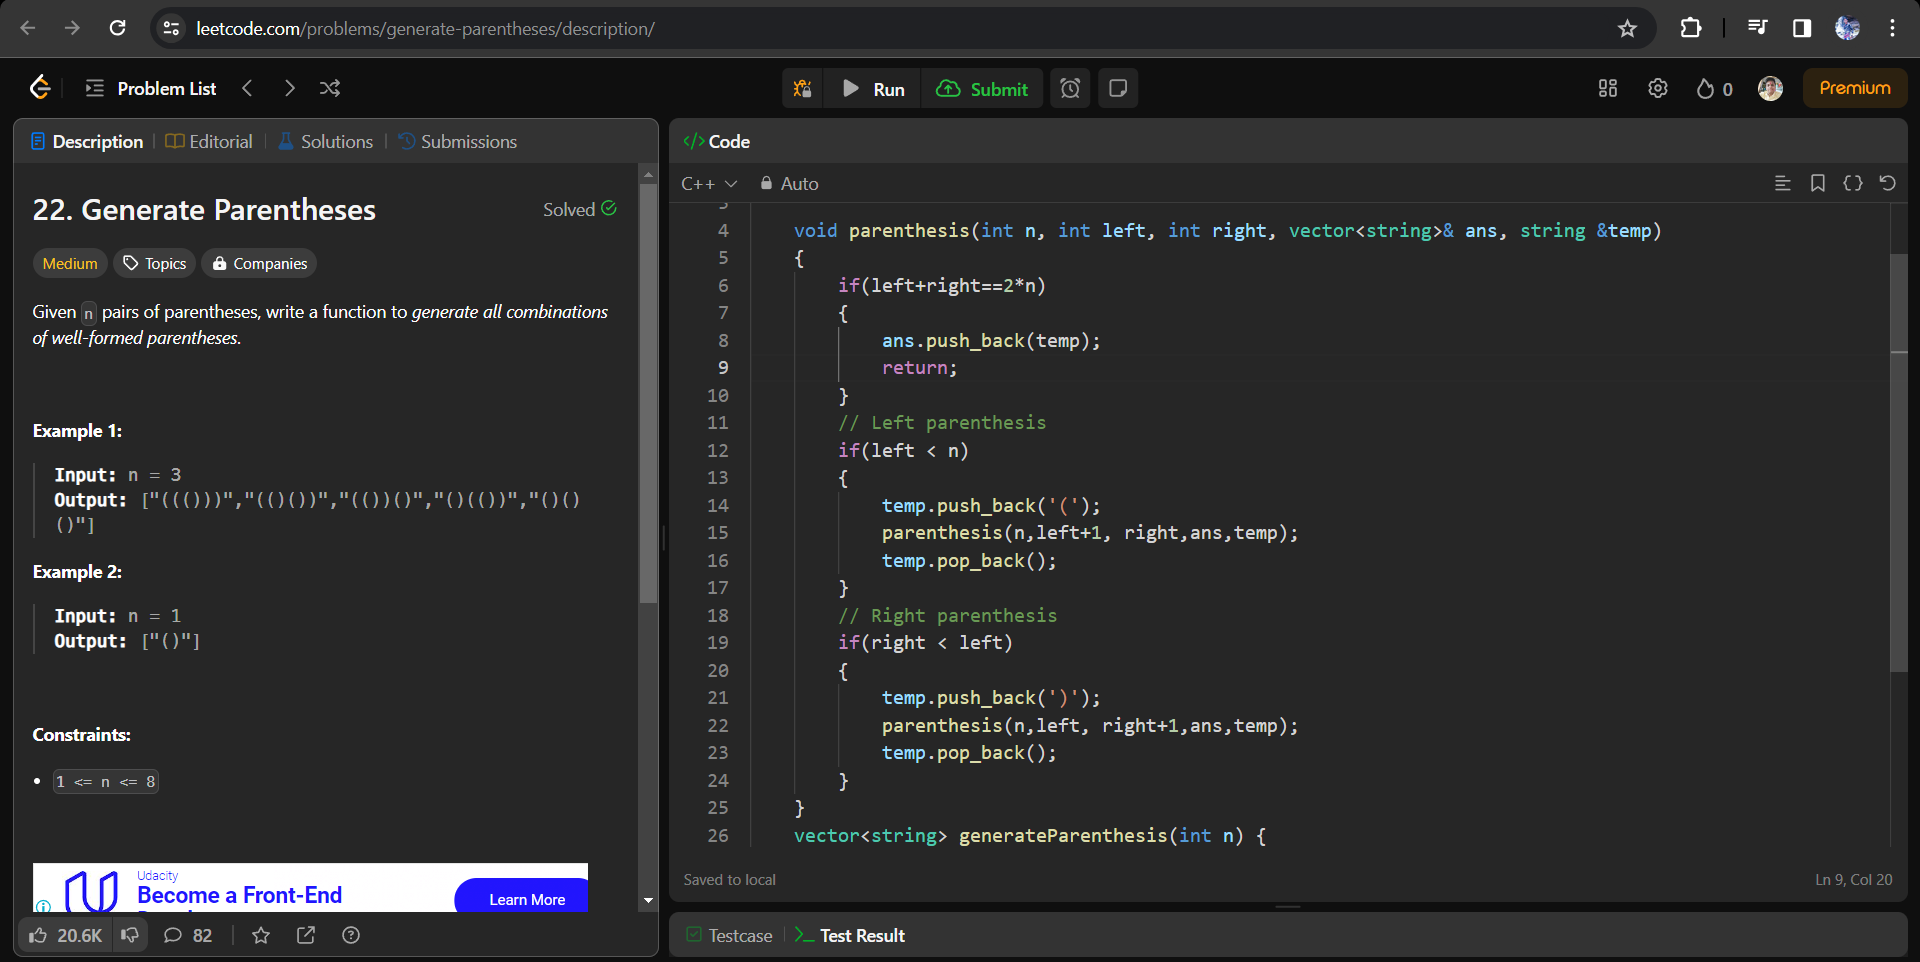 leetcode.com/problems/generate-parentheses/description/
Problem List
Run
Submit
0
Premium
Description
Editorial
Solutions
Submissions
22. Generate Parentheses
Solved
Medium
Topics
Companies
Given n pairs of parentheses, write a function to generate all combinations
of well-formed parentheses.
Example 1:
Input: n = 3
Output: ["((()))","(()())","(())()","()(())","()()
()"]
Example 2:
Input: n = 1
Output: ["()"]
Constraints:
1 <= n <= 8
Udacity
Become a Front-End
Learn More
20.6K
82
</> Code
C++
Auto
4 void parenthesis(int n, int left, int right, vector<string>& ans, string &temp)
5 {
6 if(left+right==2*n)
7 {
8 ans.push_back(temp);
9 return;
10 }
11 // Left parenthesis
12 if(left < n)
13 {
14 temp.push_back('(');
15 parenthesis(n,left+1, right,ans,temp);
16 temp.pop_back();
17 }
18 // Right parenthesis
19 if(right < left)
20 {
21 temp.push_back(')');
22 parenthesis(n,left, right+1,ans,temp);
23 temp.pop_back();
24 }
25 }
26 vector<string> generateParenthesis(int n) {
Saved to local
Ln 9, Col 20
Testcase
Test Result